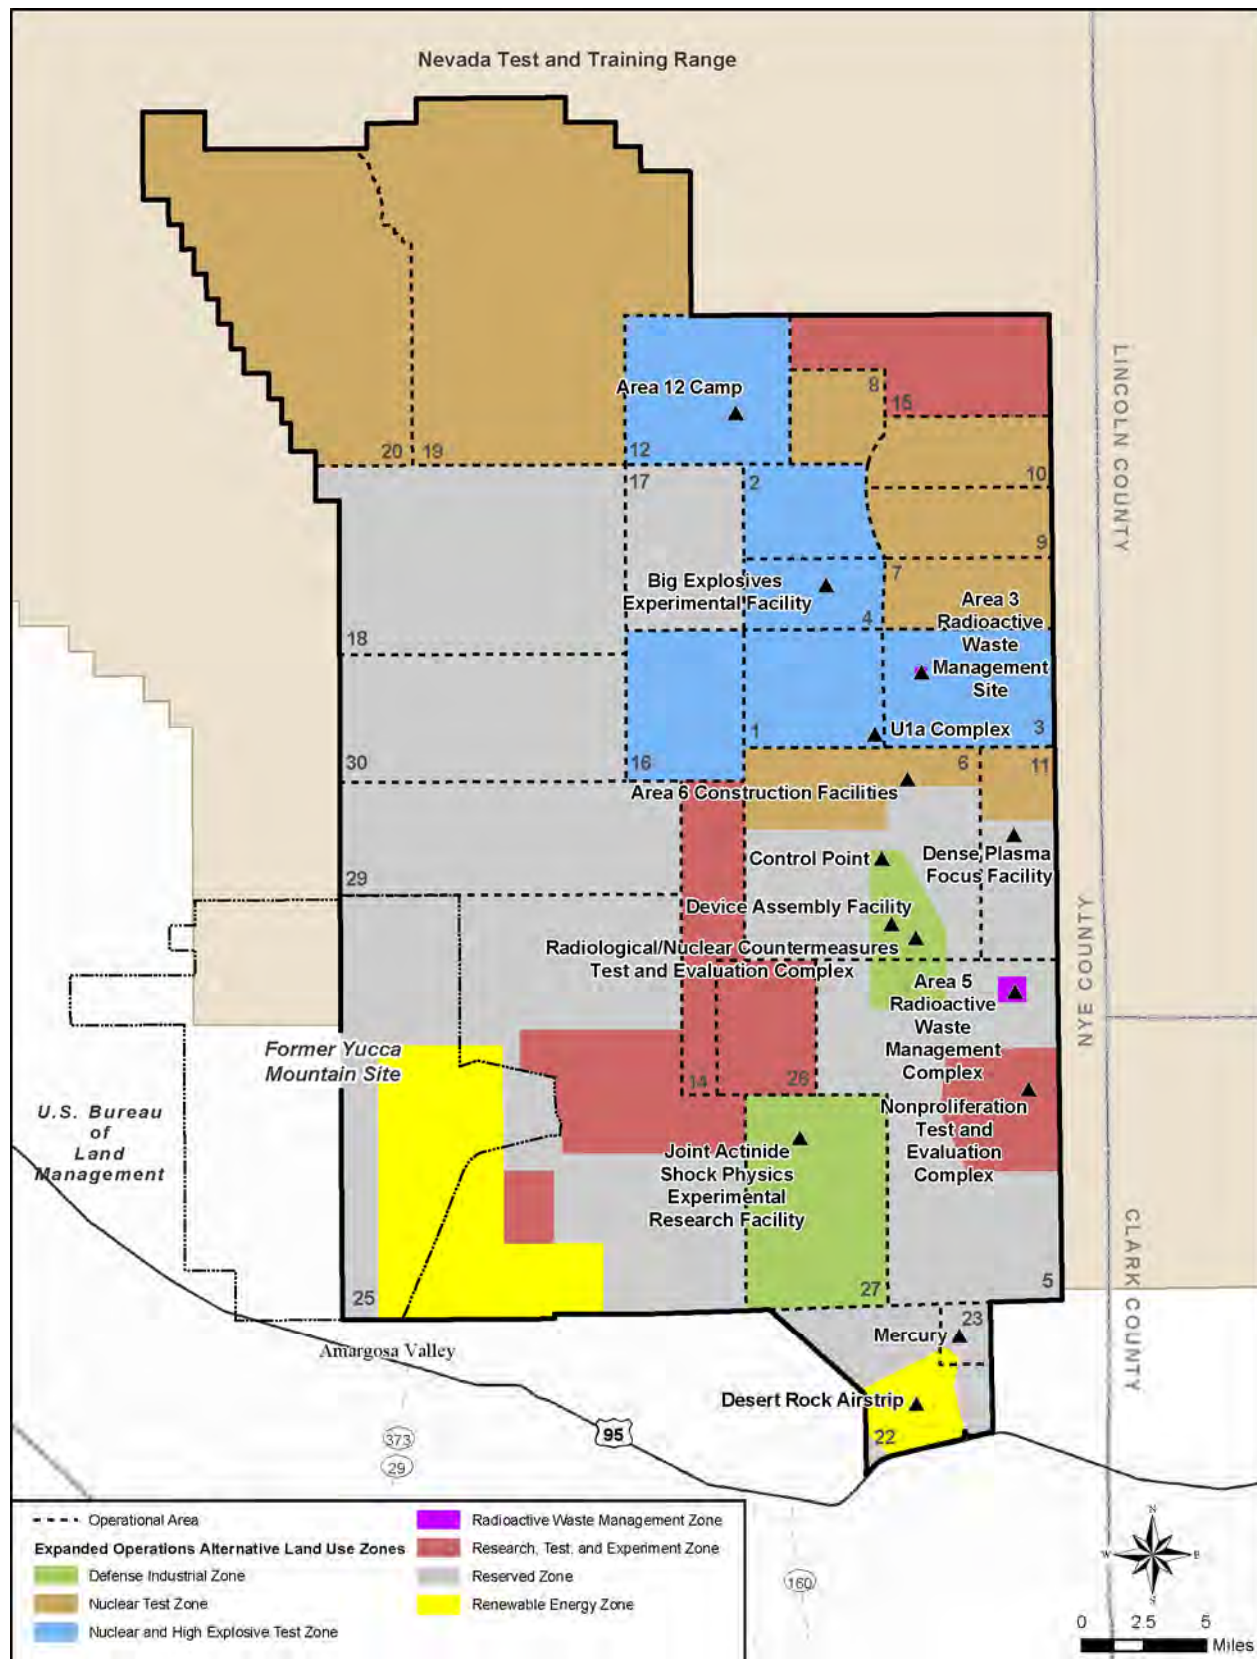 Nevada Test and Training Range
LINCOLN COUNTY
Area 12 Camp
8
15
20
19
12
17
2
10
9
Big Explosives
Experimental Facility
7
4
Area 3
Radioactive
Waste
Management
Site
18
U1a Complex
1
3
30
16
6
11
Area 6 Construction Facilities
Control Point
Dense Plasma
Focus Facility
29
Device Assembly Facility
Radiological/Nuclear Countermeasures
Test and Evaluation Complex
NYE COUNTY
Area 5
Radioactive
Waste
Management
Complex
Former Yucca
Mountain Site
14
26
U.S. Bureau
of
Land
Management
Nonproliferation
Test and
Evaluation
Complex
Joint Actinide
Shock Physics
Experimental
Research Facility
CLARK COUNTY
25
27
5
23
Mercury
Amargosa Valley
Desert Rock Airstrip
22
95
373
29
160
Operational Area
Expanded Operations Alternative Land Use Zones
Defense Industrial Zone
Nuclear Test Zone
Nuclear and High Explosive Test Zone
Radioactive Waste Management Zone
Research, Test, and Experiment Zone
Reserved Zone
Renewable Energy Zone
N
W
E
S
0 2.5 5
Miles